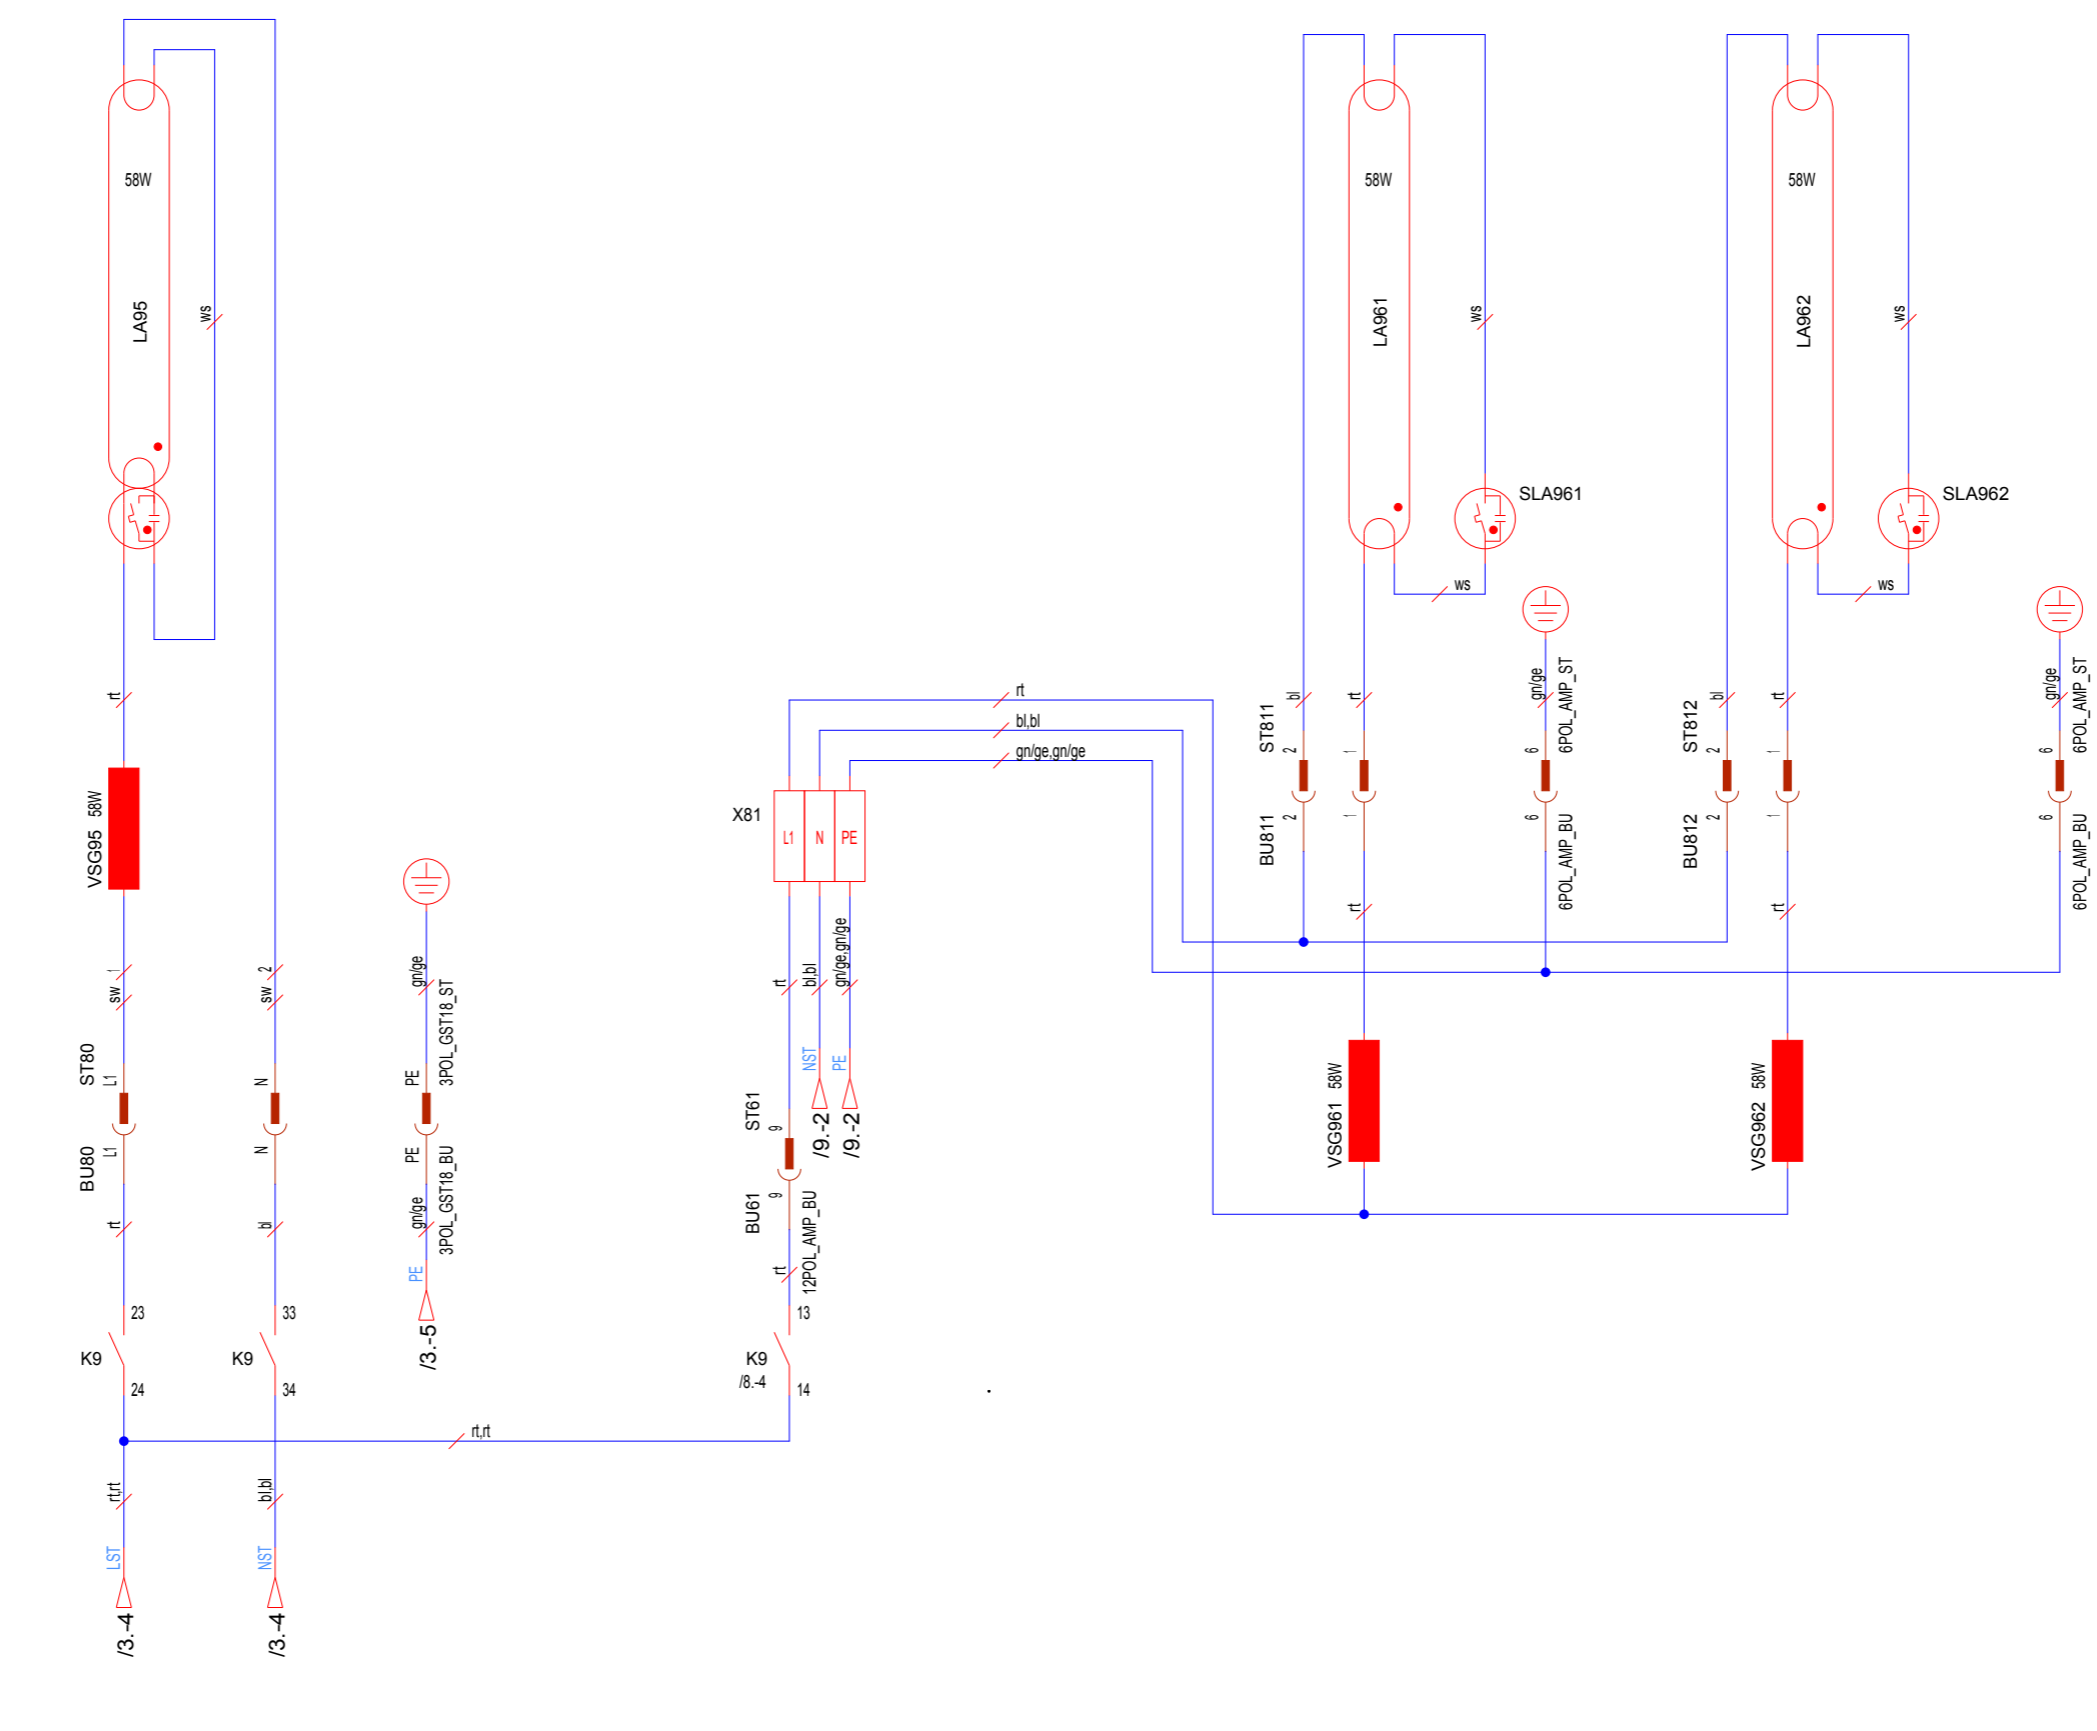 58W
LA95
ws
rt
VSG95 58W
1
sw
2
sw
ST80
L1
N
BU80
L1
N
rt
bl
23
24
K9
33
34
K9
rt,rt
bl,bl
LST
NST
/3.-4
/3.-4
gn/ge
3POL_GST18_ST
PE
PE
3POL_GST18_BU
gn/ge
PE
/3.-5
rt,rt
X81
L1
N
PE
rt
bl,bl
gn/ge,gn/ge
rt
bl,bl
gn/ge,gn/ge
NST
PE
/9.-2
/9.-2
ST61
9
BU61
9
12POL_AMP_BU
rt
13
14
K9
/8.-4
58W
LA961
ws
SLA961
ws
bl
rt
gn/ge
6POL_AMP_ST
ST811
2
1
6
BU811
2
1
6
6POL_AMP_BU
rt
VSG961 58W
58W
LA962
ws
SLA962
ws
bl
rt
gn/ge
6POL_AMP_ST
ST812
2
1
6
BU812
2
1
6
6POL_AMP_BU
rt
VSG962 58W